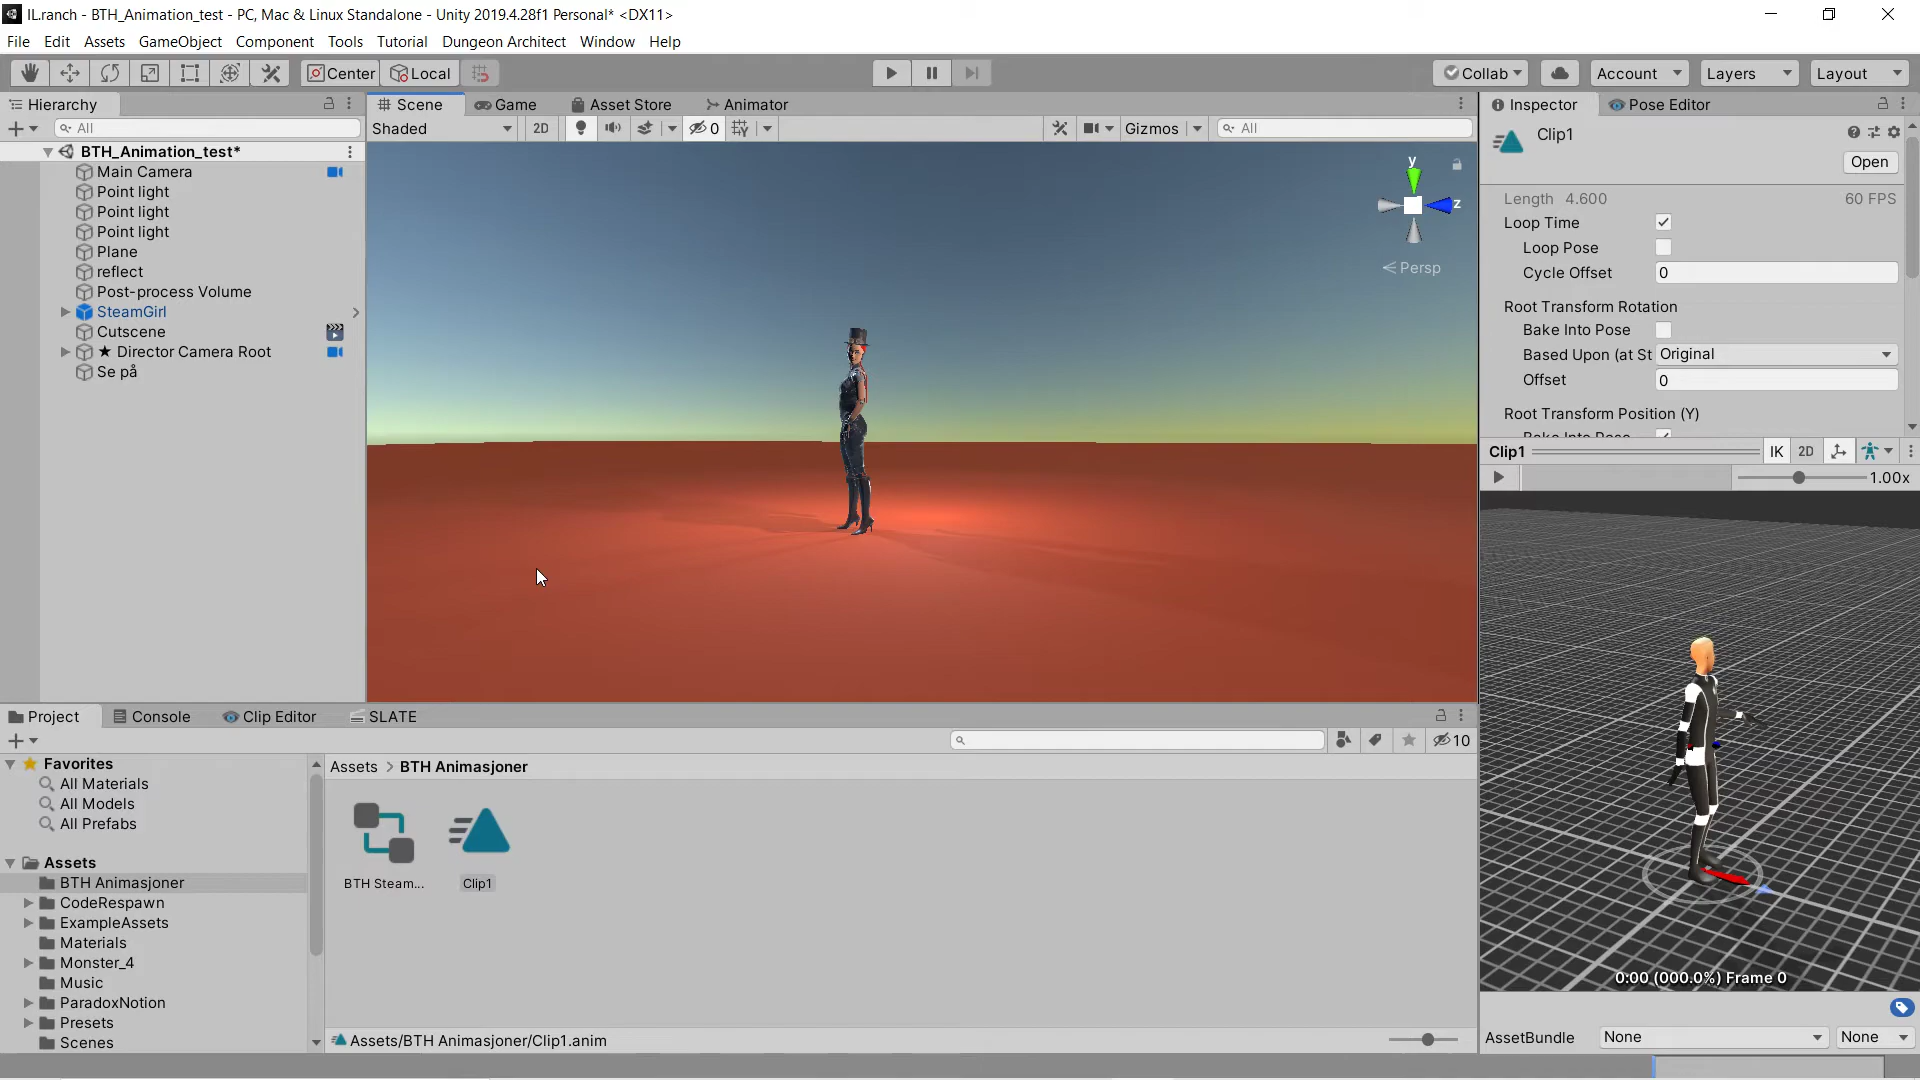 IL.ranch - BTH_Animation_test - PC, Mac & Linux Standalone - Unity 2019.4.28f1 Personal* <DX11>
File Edit Assets GameObject Component Tools Tutorial Dungeon Architect Window Help
Center Local Collab Account Layers Layout
Hierarchy
All
BTH_Animation_test*
Main Camera
Point light
Point light
Point light
Plane
reflect
Post-process Volume
SteamGirl
Cutscene
★ Director Camera Root
Se på
Scene Game Asset Store Animator
Shaded 2D 0 Gizmos All
y
z
Persp
Inspector Pose Editor
Clip1
Open
Length 4.600 60 FPS
Loop Time
Loop Pose
Cycle Offset 0
Root Transform Rotation
Bake Into Pose
Based Upon (at St Original
Offset 0
Root Transform Position (Y)
Bake Into Pose
Clip1 IK 2D
1.00x
0:00 (000.0%) Frame 0
AssetBundle None None
Project Console Clip Editor SLATE
10
Favorites
All Materials
All Models
All Prefabs
Assets
BTH Animasjoner
CodeRespawn
ExampleAssets
Materials
Monster_4
Music
ParadoxNotion
Presets
Scenes
Assets > BTH Animasjoner
BTH Steam... Clip1
Assets/BTH Animasjoner/Clip1.anim